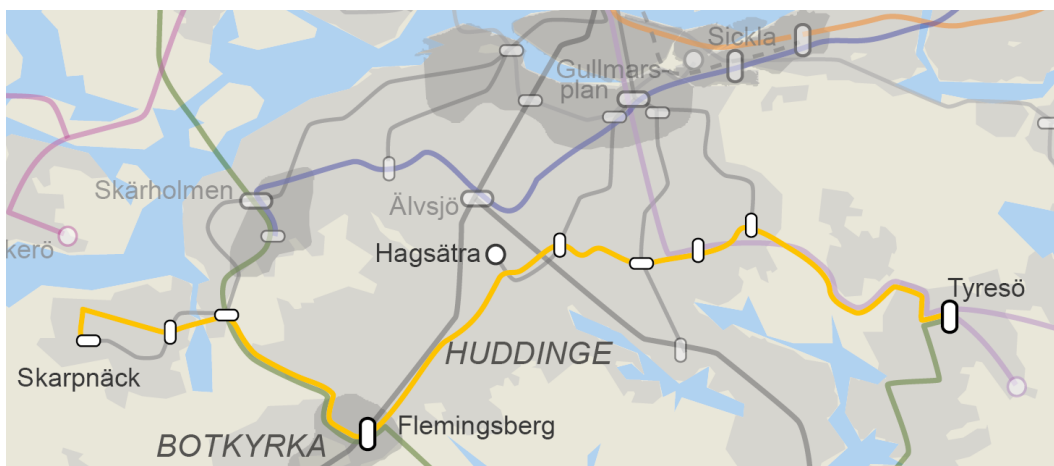 Sickla
Gullmars-
plan
Skärholmen
Älvsjö
Hagsätra
kerö
Tyresö
HUDDINGE
Skarpnäck
Flemingsberg
BOTKYRKA